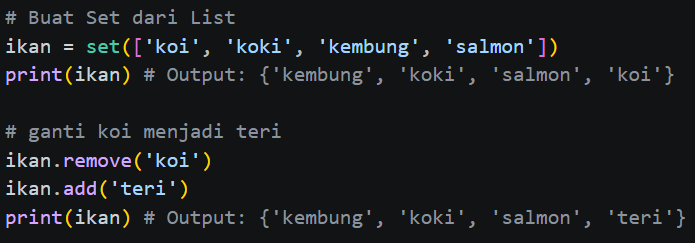 # Buat Set dari List
ikan = set(['koi', 'koki', 'kembung', 'salmon'])
print(ikan) # Output: {'kembung', 'koki', 'salmon', 'koi'}

# ganti koi menjadi teri
ikan.remove('koi')
ikan.add('teri')
print(ikan) # Output: {'kembung', 'koki', 'salmon', 'teri'}